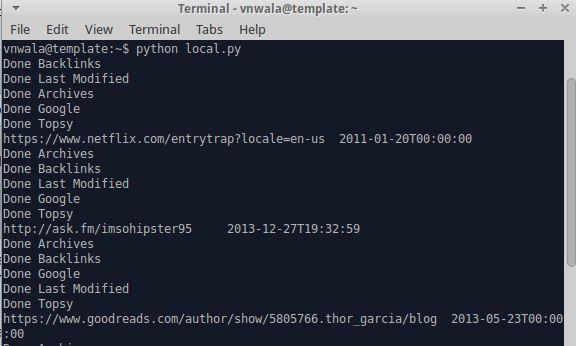 Terminal - vnwala@template: ~
File Edit View Terminal Tabs Help
vnwala@template:~$ python local.py
Done Backlinks
Done Last Modified
Done Archives
Done Google
Done Topsy
https://www.netflix.com/entrytrap?locale=en-us  2011-01-20T00:00:00
Done Archives
Done Backlinks
Done Last Modified
Done Google
Done Topsy
http://ask.fm/imsohipster95     2013-12-27T19:32:59
Done Archives
Done Backlinks
Done Google
Done Last Modified
Done Topsy
https://www.goodreads.com/author/show/5805766.thor_garcia/blog  2013-05-23T00:00
:00